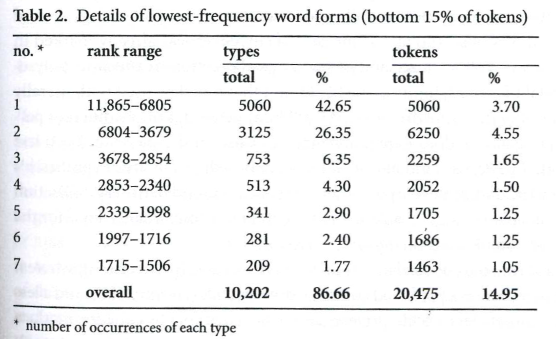 Table 2. Details of lowest-frequency word forms (bottom 15% of tokens)
no. * rank range types tokens
total % total %
1 11,865–6805 5060 42.65 5060 3.70
2 6804–3679 3125 26.35 6250 4.55
3 3678–2854 753 6.35 2259 1.65
4 2853–2340 513 4.30 2052 1.50
5 2339–1998 341 2.90 1705 1.25
6 1997–1716 281 2.40 1686 1.25
7 1715–1506 209 1.77 1463 1.05
overall 10,202 86.66 20,475 14.95
* number of occurrences of each type